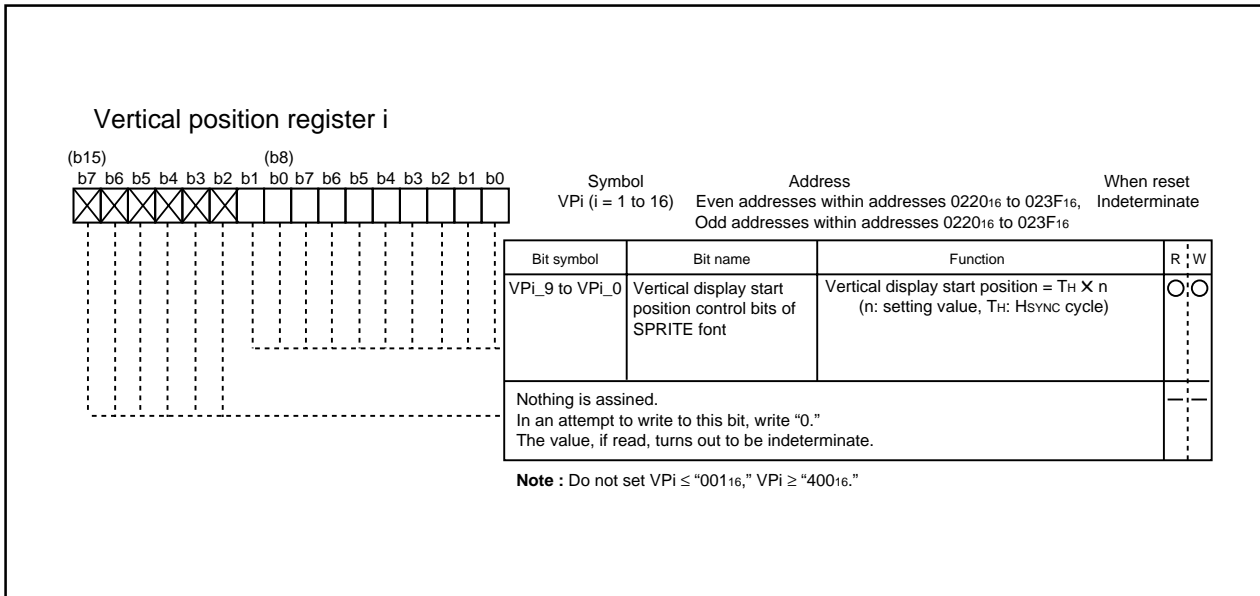 Vertical position register i
(b15) (b8)
b7 b6 b5 b4 b3 b2 b1 b0 b7 b6 b5 b4 b3 b2 b1 b0
Symbol Address When reset
VPi (i = 1 to 16) Even addresses within addresses 022016 to 023F16, Indeterminate
Odd addresses within addresses 022016 to 023F16
Bit symbol Bit name Function R W
VPi_9 to VPi_0 Vertical display start Vertical display start position = TH X n
position control bits of (n: setting value, TH: HSYNC cycle)
SPRITE font
Nothing is assined.
In an attempt to write to this bit, write “0.”
The value, if read, turns out to be indeterminate.
Note : Do not set VPi ≤ “00116,” VPi ≥ “40016.”